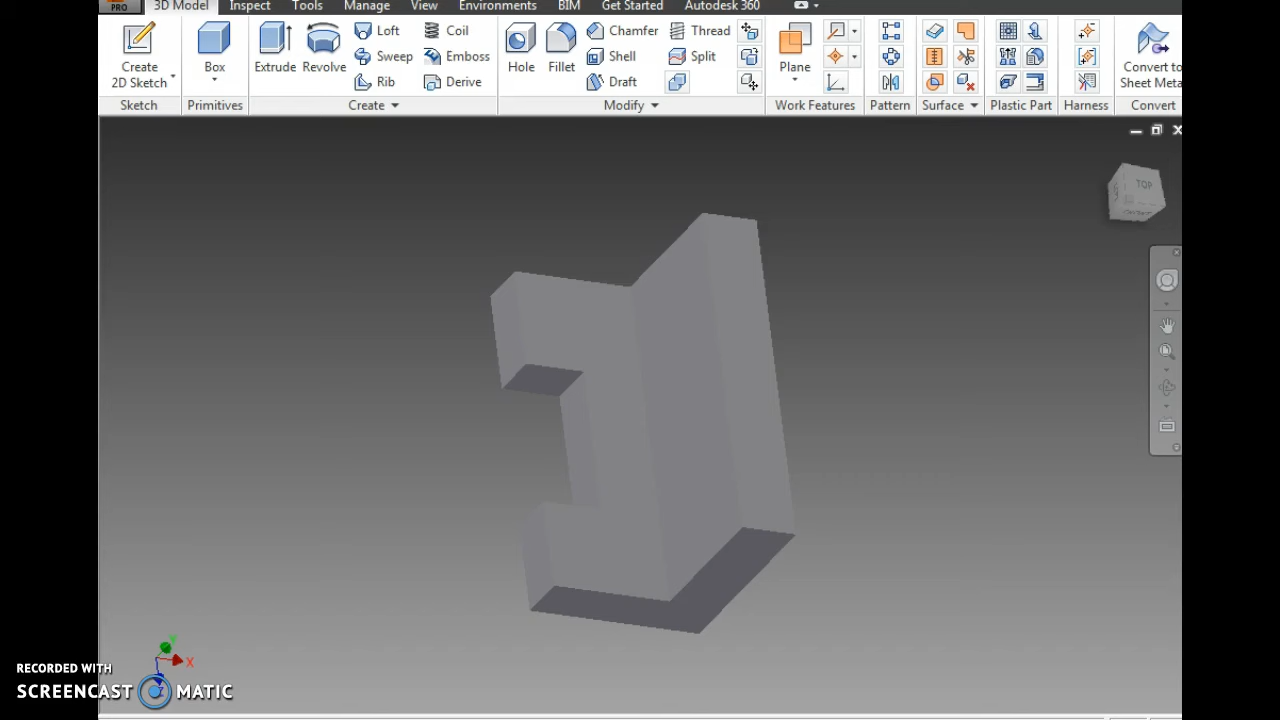 PRO
3D Model Inspect Tools Manage View Environments BIM Get Started Autodesk 360
Create
2D Sketch
Box
Extrude
Revolve
Loft
Sweep
Rib
Coil
Emboss
Derive
Hole
Fillet
Chamfer
Shell
Draft
Thread
Split
Plane
Convert to
Sheet Meta
Sketch Primitives Create Modify Work Features Pattern Surface Plastic Part Harness Convert
TOP
Y
X
Z
RECORDED WITH
SCREENCAST MATIC